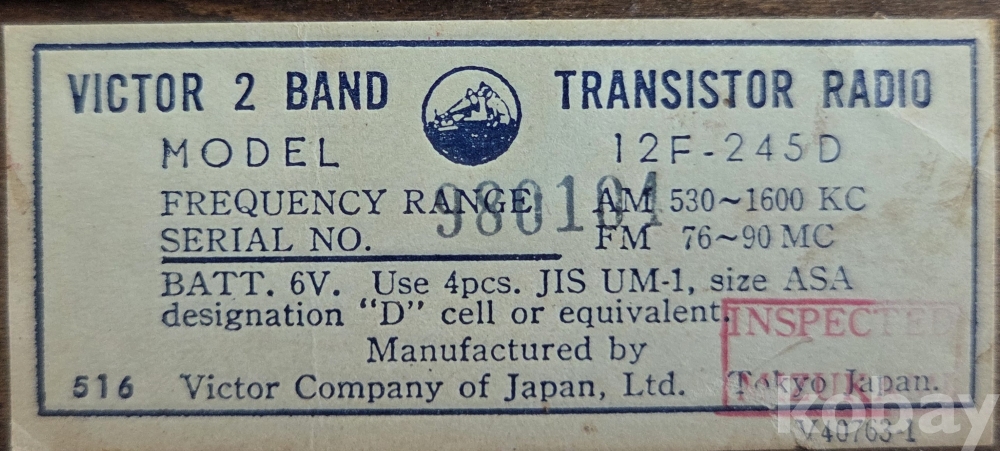 VICTOR 2 BAND TRANSISTOR RADIO
MODEL 12F-245D
FREQUENCY RANGE AM 530~1600 KC
980184
SERIAL NO. FM 76~90 MC
BATT. 6V. Use 4pcs. JIS UM-1, size ASA
designation "D" cell or equivalent.
INSPECTED
Manufactured by
516 Victor Company of Japan, Ltd. Tokyo Japan.
kobay
V40763-1